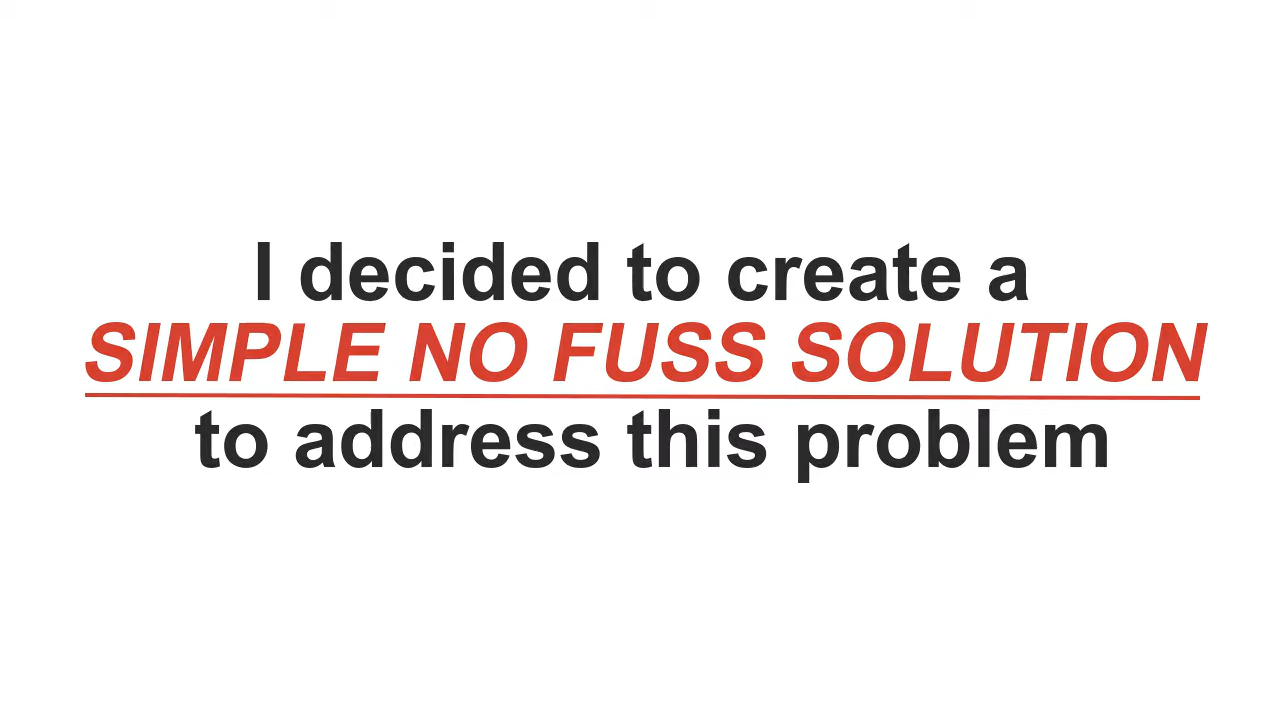 I decided to create a
SIMPLE NO FUSS SOLUTION
to address this problem